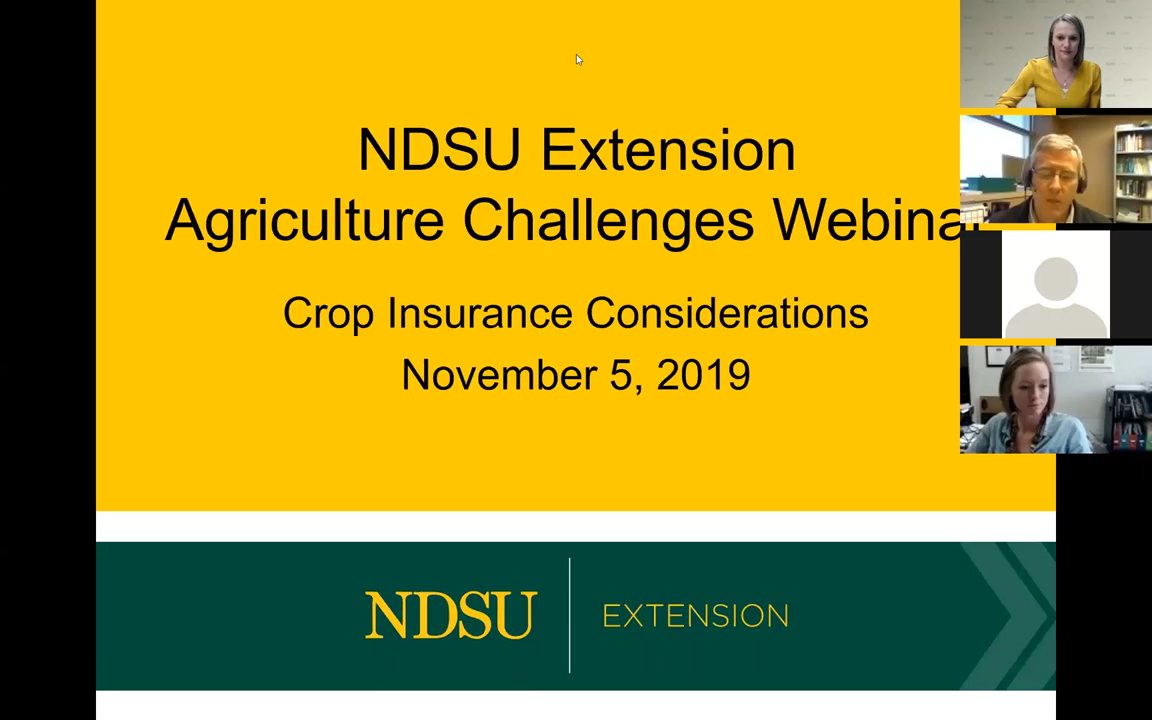 NDSU Extension
Agriculture Challenges Webina
Crop Insurance Considerations
November 5, 2019
NDSU EXTENSION